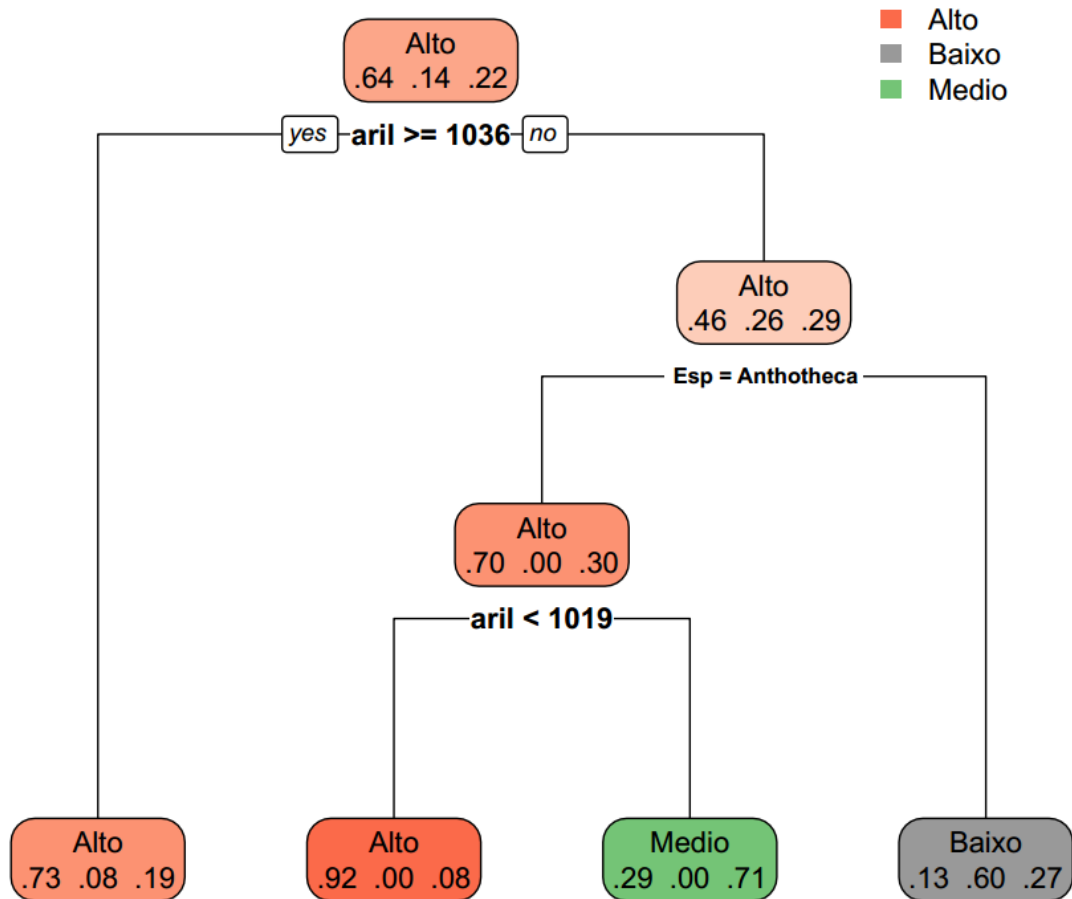 Alto
Baixo
Medio
Alto
.64 .14 .22
yes aril >= 1036 no
Alto
.46 .26 .29
Esp = Anthotheca
Alto
.70 .00 .30
aril < 1019
Alto
.73 .08 .19
Alto
.92 .00 .08
Medio
.29 .00 .71
Baixo
.13 .60 .27